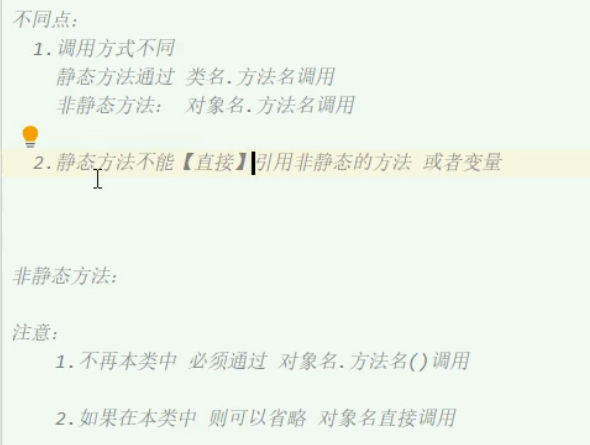 不同点:
1.调用方式不同
静态方法通过 类名.方法名调用
非静态方法: 对象名.方法名调用
2.静态方法不能【直接】引用非静态的方法 或者变量
非静态方法:
注意:
1.不再本类中 必须通过 对象名.方法名()调用
2.如果在本类中 则可以省略 对象名直接调用